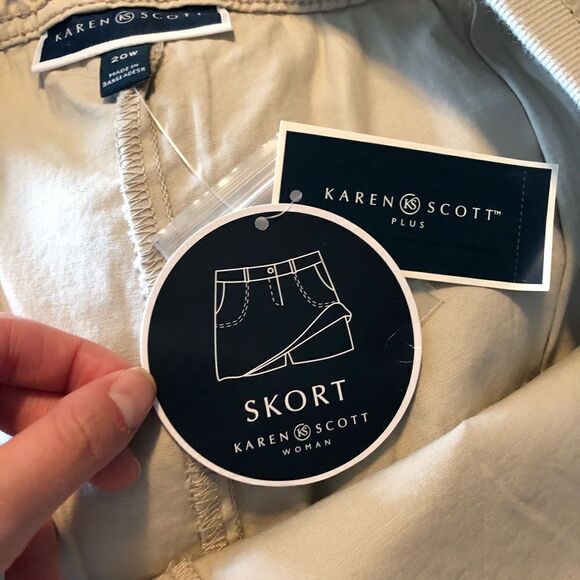 KAREN KS SCOTT
20W
MADE IN
BANGLADESH
KAREN KS SCOTT™
PLUS
SKORT
KAREN KS SCOTT
WOMAN